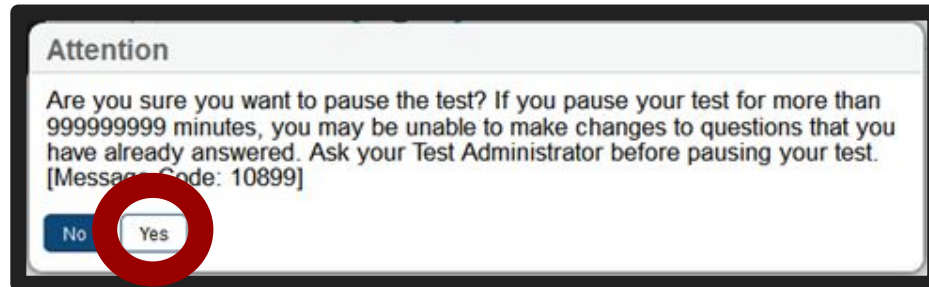 Attention
Are you sure you want to pause the test? If you pause your test for more than
999999999 minutes, you may be unable to make changes to questions that you
have already answered. Ask your Test Administrator before pausing your test.
[Message Code: 10899]
No Yes